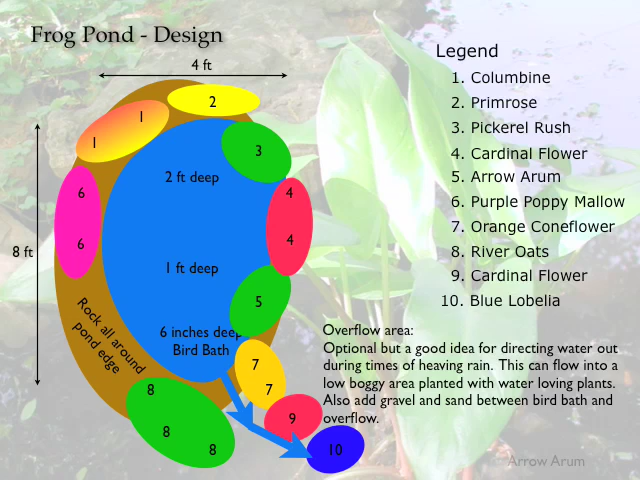 Frog Pond - Design
4 ft
8 ft
Legend
1. Columbine
2. Primrose
3. Pickerel Rush
4. Cardinal Flower
5. Arrow Arum
6. Purple Poppy Mallow
7. Orange Coneflower
8. River Oats
9. Cardinal Flower
10. Blue Lobelia
1
1
2
3
4
4
5
6
6
7
7
8
8
8
9
10
2 ft deep
1 ft deep
6 inches deep
Bird Bath
Rock all around
pond edge
Overflow area:
Optional but a good idea for directing water out
during times of heaving rain. This can flow into a
low boggy area planted with water loving plants.
Also add gravel and sand between bird bath and
overflow.
Arrow Arum